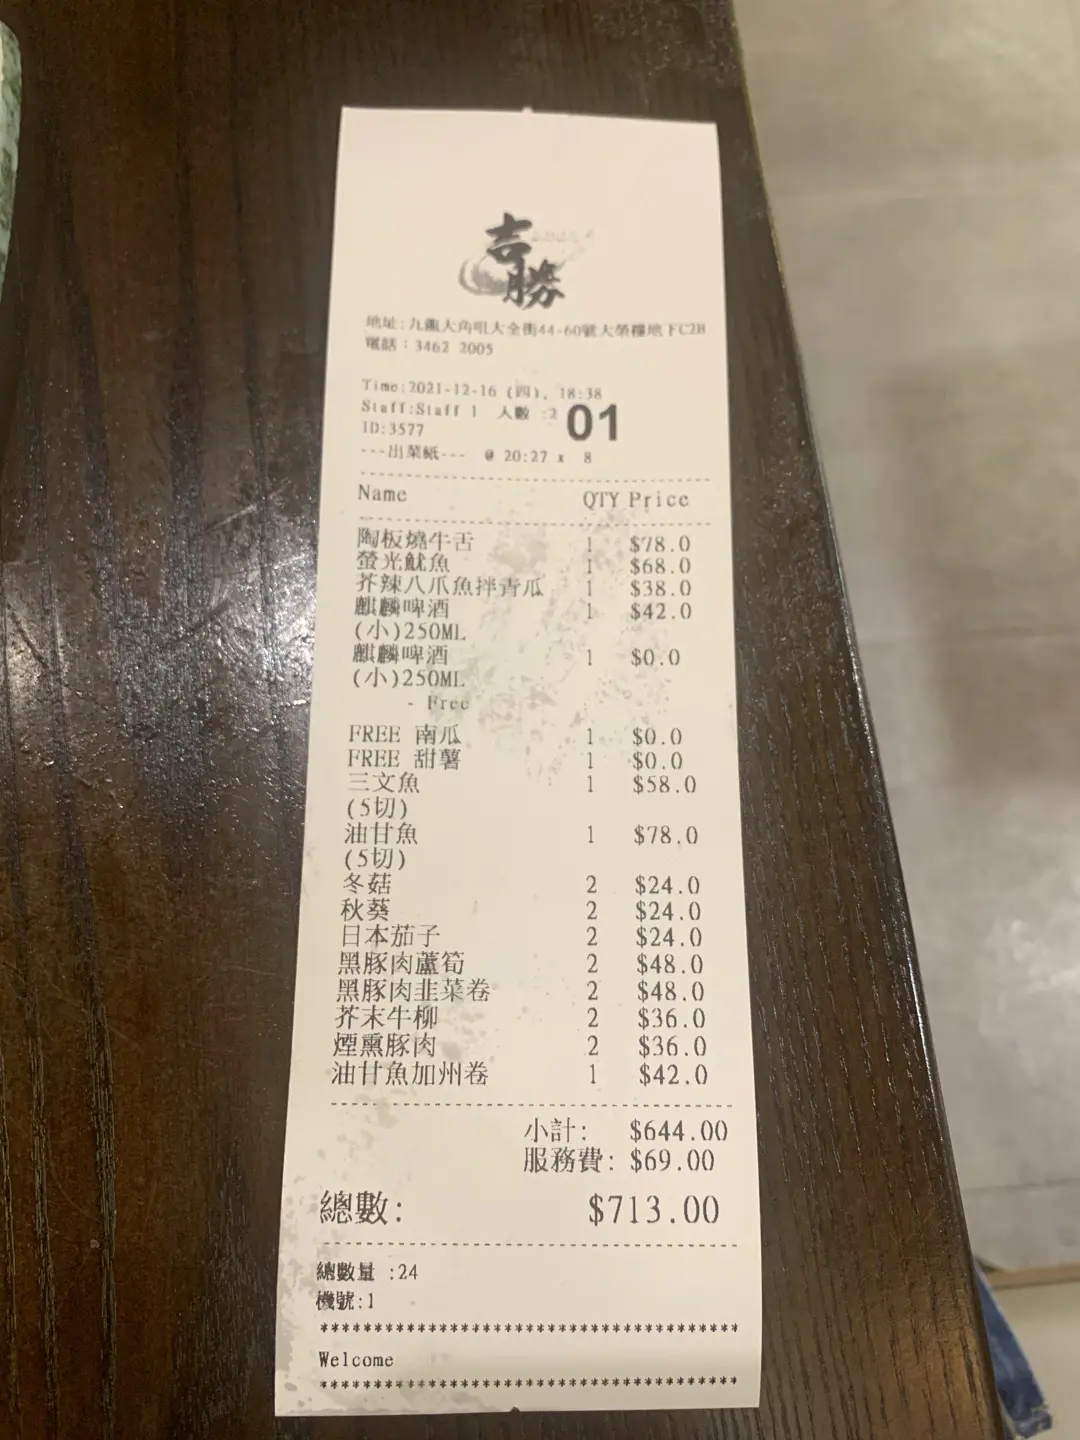 吉勝
地址:九龍大角咀大全街44-60號大榮樓地下C2B
電話：3462 2005
Time:2021-12-16 (四), 18:38
Staff:Staff 1 人數 :2 01
ID:3577
---出菜紙--- @ 20:27 x 8
Name QTY Price
陶板燒牛舌 1 $78.0
螢光魷魚 1 $68.0
芥辣八爪魚拌青瓜 1 $38.0
麒麟啤酒 1 $42.0
(小)250ML
麒麟啤酒 1 $0.0
(小)250ML
- Free
FREE 南瓜 1 $0.0
FREE 甜薯 1 $0.0
三文魚 1 $58.0
(5切)
油甘魚 1 $78.0
(5切)
冬菇 2 $24.0
秋葵 2 $24.0
日本茄子 2 $24.0
黑豚肉蘆筍 2 $48.0
黑豚肉韭菜卷 2 $48.0
芥末牛柳 2 $36.0
煙熏豚肉 2 $36.0
油甘魚加州卷 1 $42.0
小計: $644.00
服務費: $69.00
總數: $713.00
總數量 :24
機號:1
****************************************
Welcome
****************************************